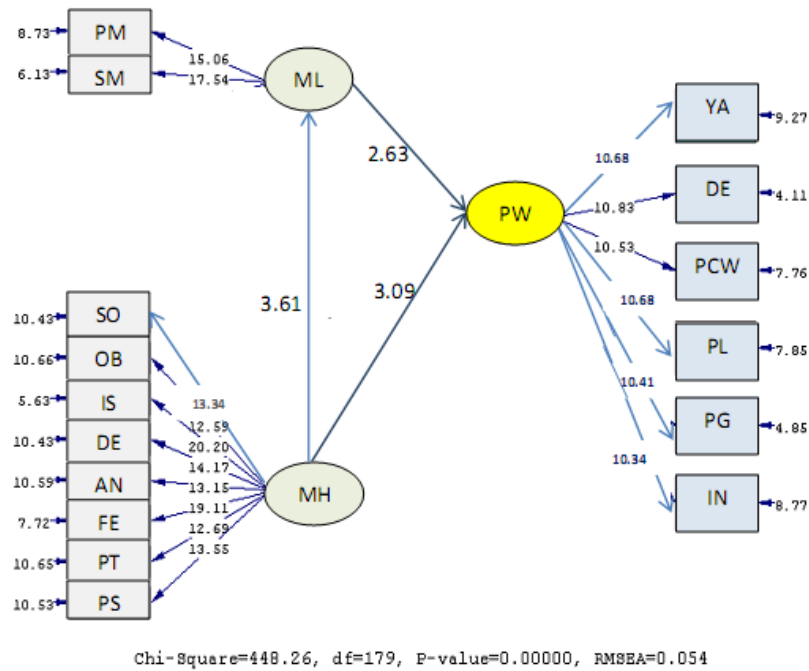 8.73 PM
6.13 SM
15.06
17.54
ML
2.63
3.61
3.09
PW
10.68
10.83
10.53
10.68
10.41
10.34
YA 9.27
DE 4.11
PCW 7.76
PL 7.85
PG 4.85
IN 8.77
10.43 SO
10.66 OB
5.63 IS
10.43 DE
10.59 AN
7.72 FE
10.65 PT
10.53 PS
13.34
12.59
20.20
14.17
13.15
19.11
12.69
13.55
MH
Chi-Square=448.26, df=179, P-value=0.00000, RMSEA=0.054